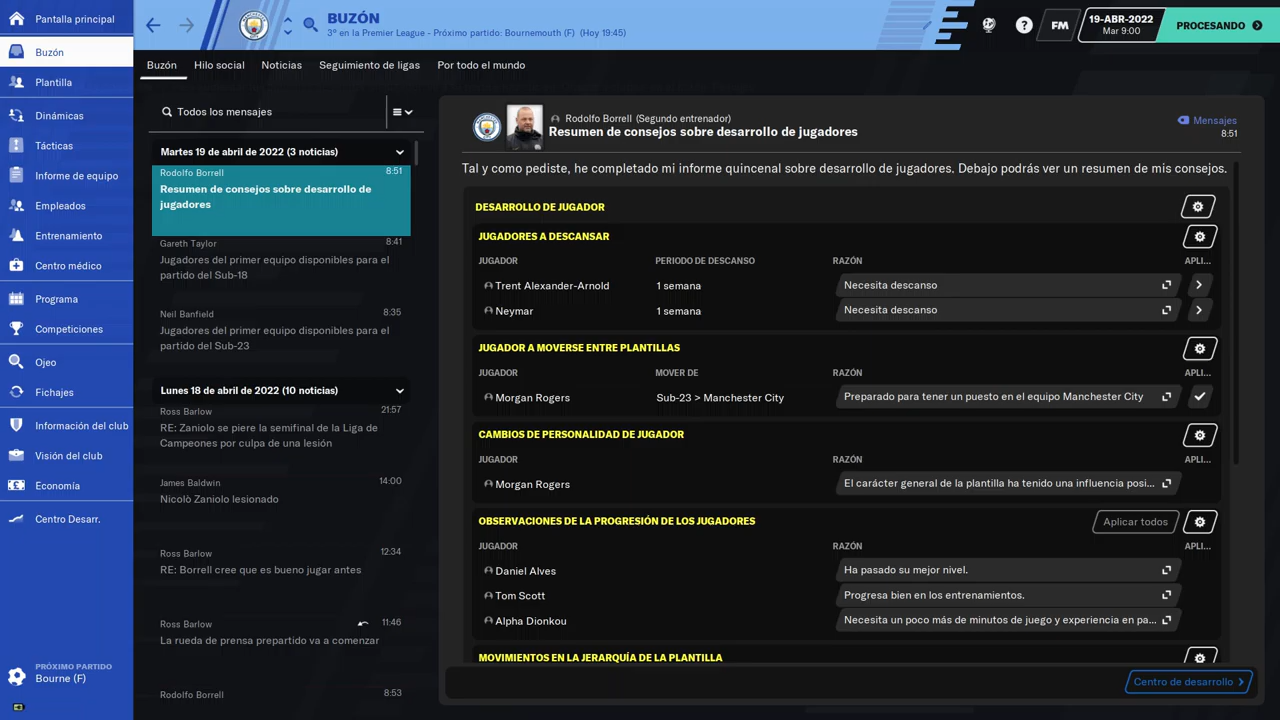 Pantalla principal
Buzón
Plantilla
Dinámicas
Tácticas
Informe de equipo
Empleados
Entrenamiento
Centro médico
Programa
Competiciones
Ojeo
Fichajes
Información del club
Visión del club
Economía
Centro Desarr.
PRÓXIMO PARTIDO
Bourne (F)
BUZÓN
3º en la Premier League - Próximo partido: Bournemouth (F) (Hoy 19:45)
FM
19-ABR-2022
Mar 9:00
PROCESANDO
Buzón Hilo social Noticias Seguimiento de ligas Por todo el mundo
Todos los mensajes
Martes 19 de abril de 2022 (3 noticias)
Rodolfo Borrell 8:51
Resumen de consejos sobre desarrollo de
jugadores
Gareth Taylor 8:41
Jugadores del primer equipo disponibles para el
partido del Sub-18
Neil Banfield 8:35
Jugadores del primer equipo disponibles para el
partido del Sub-23
Lunes 18 de abril de 2022 (10 noticias)
Ross Barlow 21:57
RE: Zaniolo se pierde la semifinal de la Liga de
Campeones por culpa de una lesión
James Baldwin 14:00
Nicolò Zaniolo lesionado
Ross Barlow 12:34
RE: Borrell cree que es bueno jugar antes
Ross Barlow 11:46
La rueda de prensa prepartido va a comenzar
Rodolfo Borrell 8:53
Rodolfo Borrell (Segundo entrenador)
Resumen de consejos sobre desarrollo de jugadores
Mensajes
8:51
Tal y como pediste, he completado mi informe quincenal sobre desarrollo de jugadores. Debajo podrás ver un resumen de mis consejos.
DESARROLLO DE JUGADOR
JUGADORES A DESCANSAR
JUGADOR PERIODO DE DESCANSO RAZÓN APLI...
Trent Alexander-Arnold 1 semana Necesita descanso
Neymar 1 semana Necesita descanso
JUGADOR A MOVERSE ENTRE PLANTILLAS
JUGADOR MOVER DE RAZÓN APLI...
Morgan Rogers Sub-23 > Manchester City Preparado para tener un puesto en el equipo Manchester City
CAMBIOS DE PERSONALIDAD DE JUGADOR
JUGADOR RAZÓN APLI...
Morgan Rogers El carácter general de la plantilla ha tenido una influencia posi...
OBSERVACIONES DE LA PROGRESIÓN DE LOS JUGADORES Aplicar todos
JUGADOR RAZÓN APLI...
Daniel Alves Ha pasado su mejor nivel.
Tom Scott Progresa bien en los entrenamientos.
Alpha Dionkou Necesita un poco más de minutos de juego y experiencia en pa...
MOVIMIENTOS EN LA JERARQUÍA DE LA PLANTILLA
Centro de desarrollo